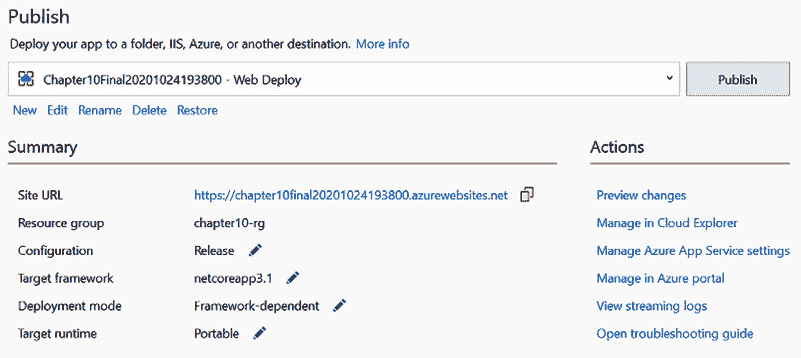 Publish
Deploy your app to a folder, IIS, Azure, or another destination. More info
Chapter10Final20201024193800 - Web Deploy
Publish
New Edit Rename Delete Restore
Summary
Site URL https://chapter10final20201024193800.azurewebsites.net
Resource group chapter10-rg
Configuration Release
Target framework netcoreapp3.1
Deployment mode Framework-dependent
Target runtime Portable
Actions
Preview changes
Manage in Cloud Explorer
Manage Azure App Service settings
Manage in Azure portal
View streaming logs
Open troubleshooting guide